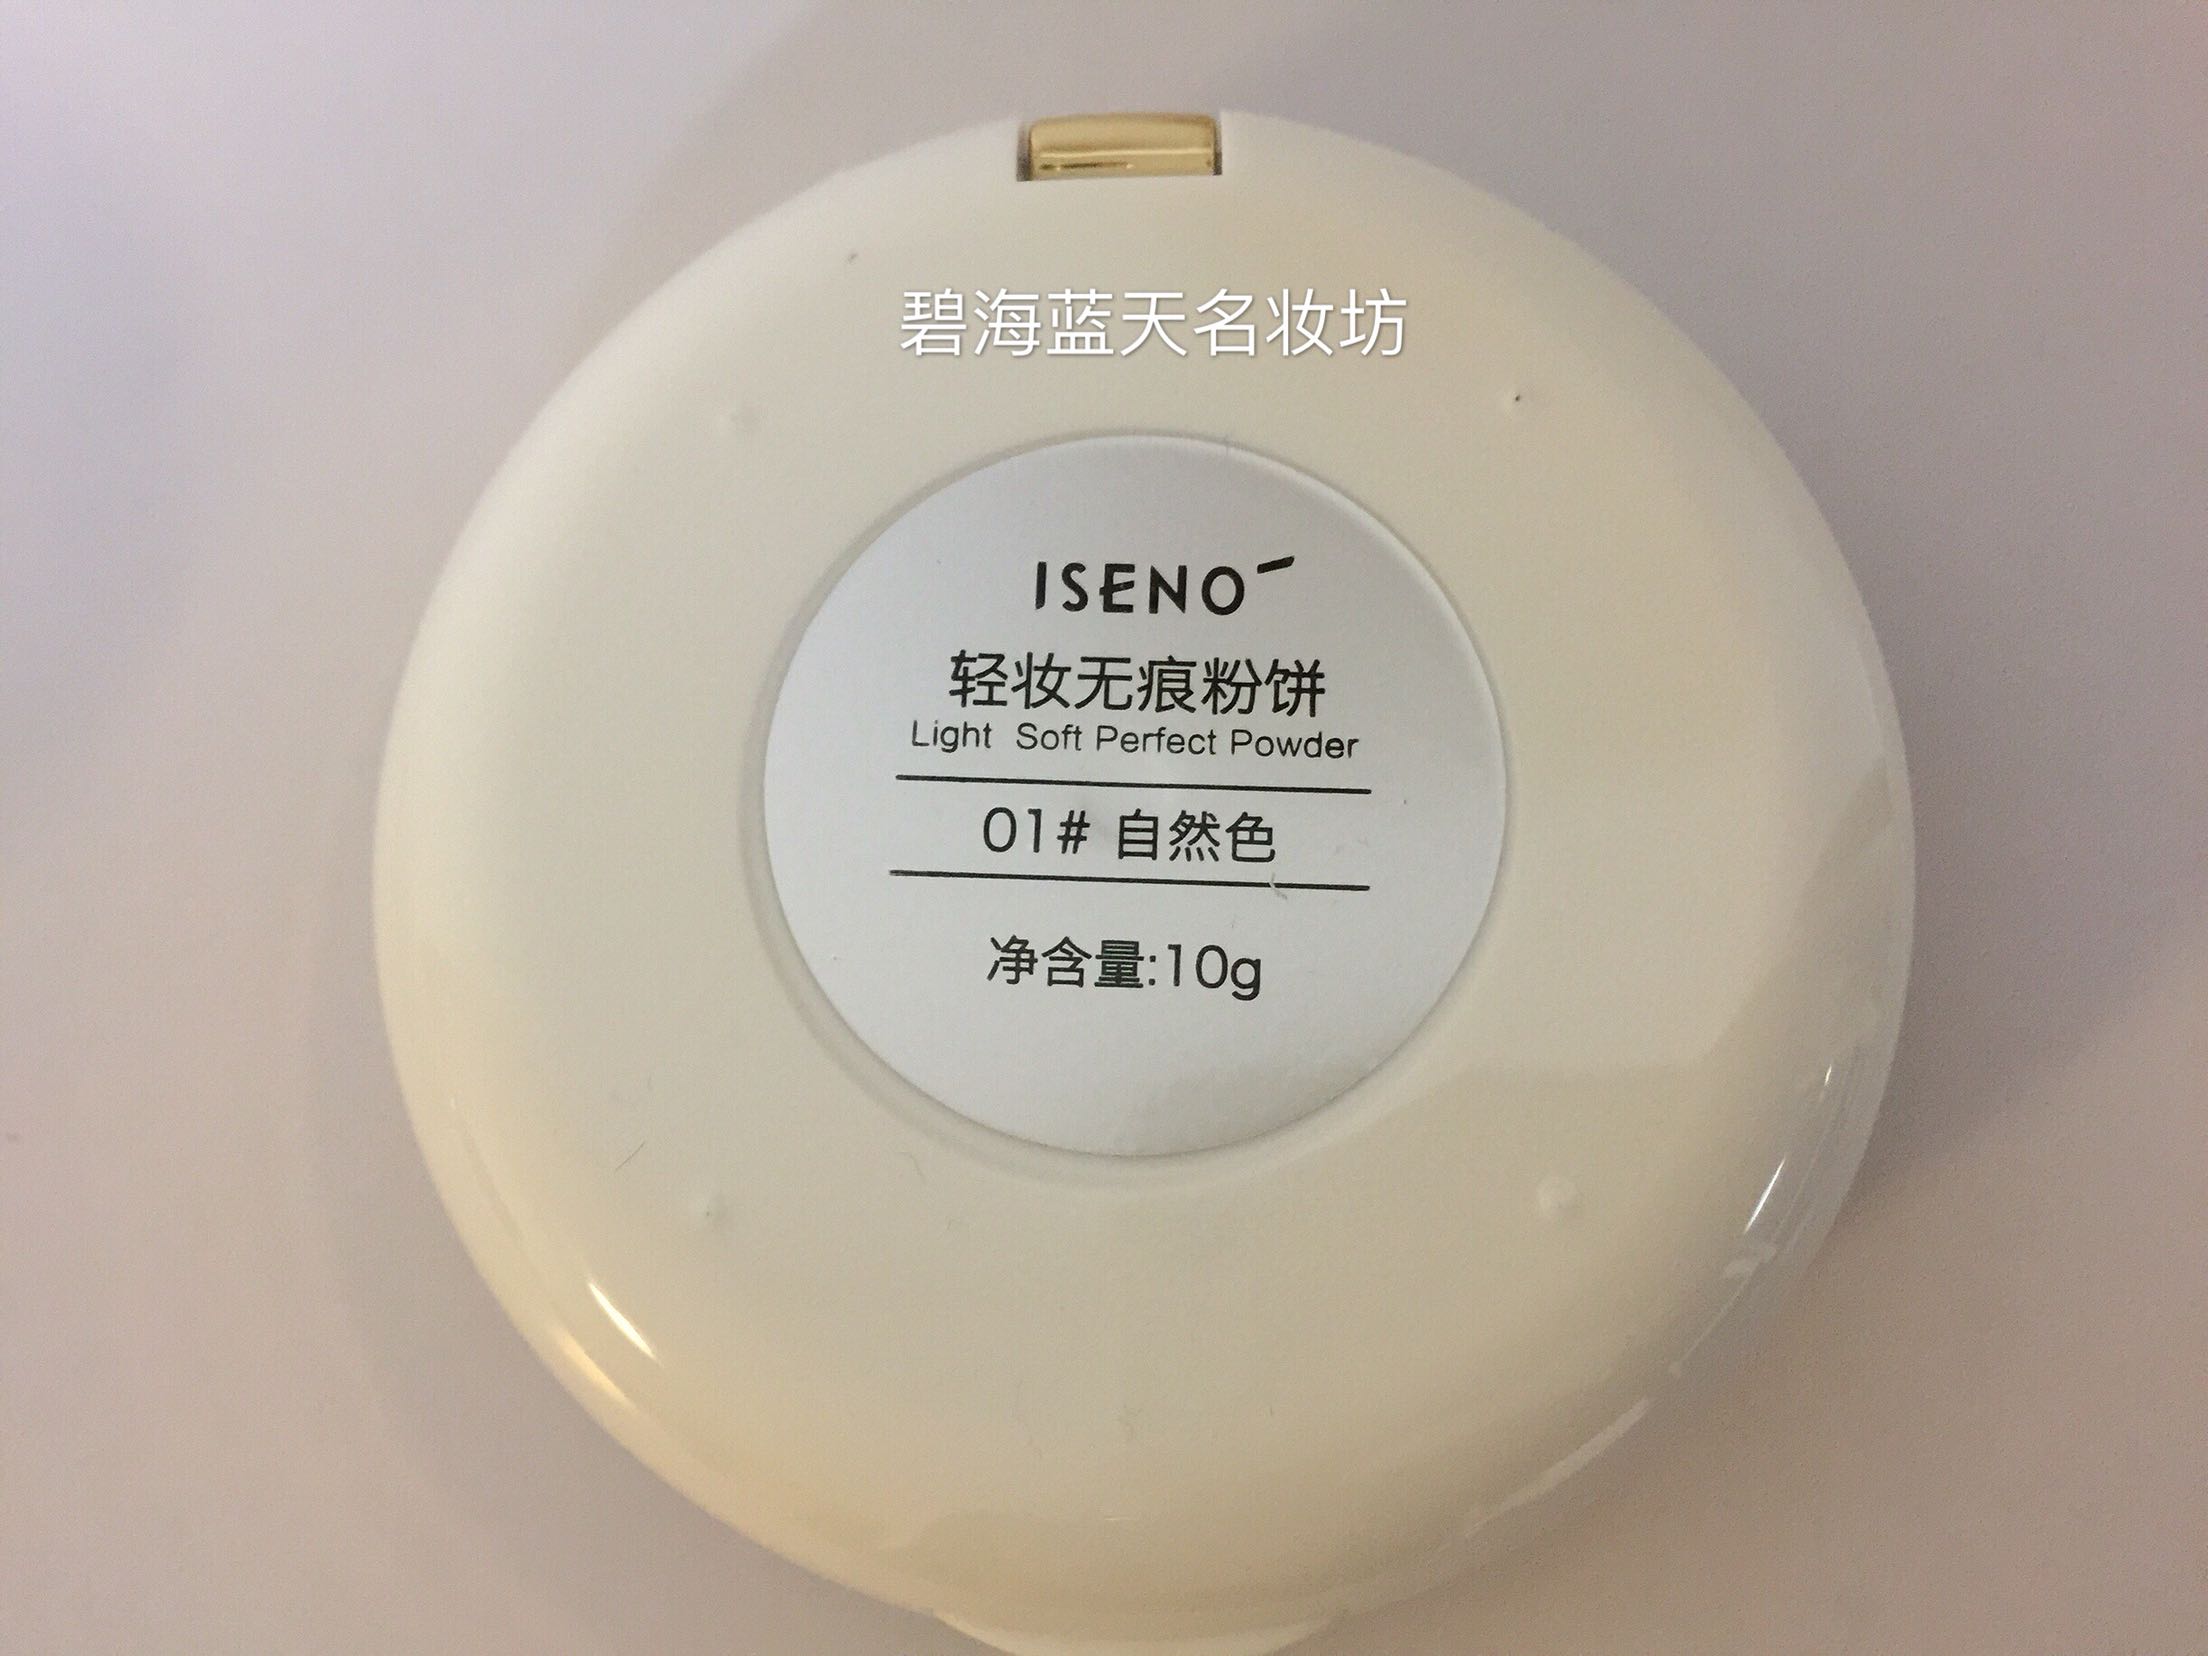 碧海蓝天名妆坊
ISENO
轻妆无痕粉饼
Light Soft Perfect Powder
01# 自然色
净含量:10g